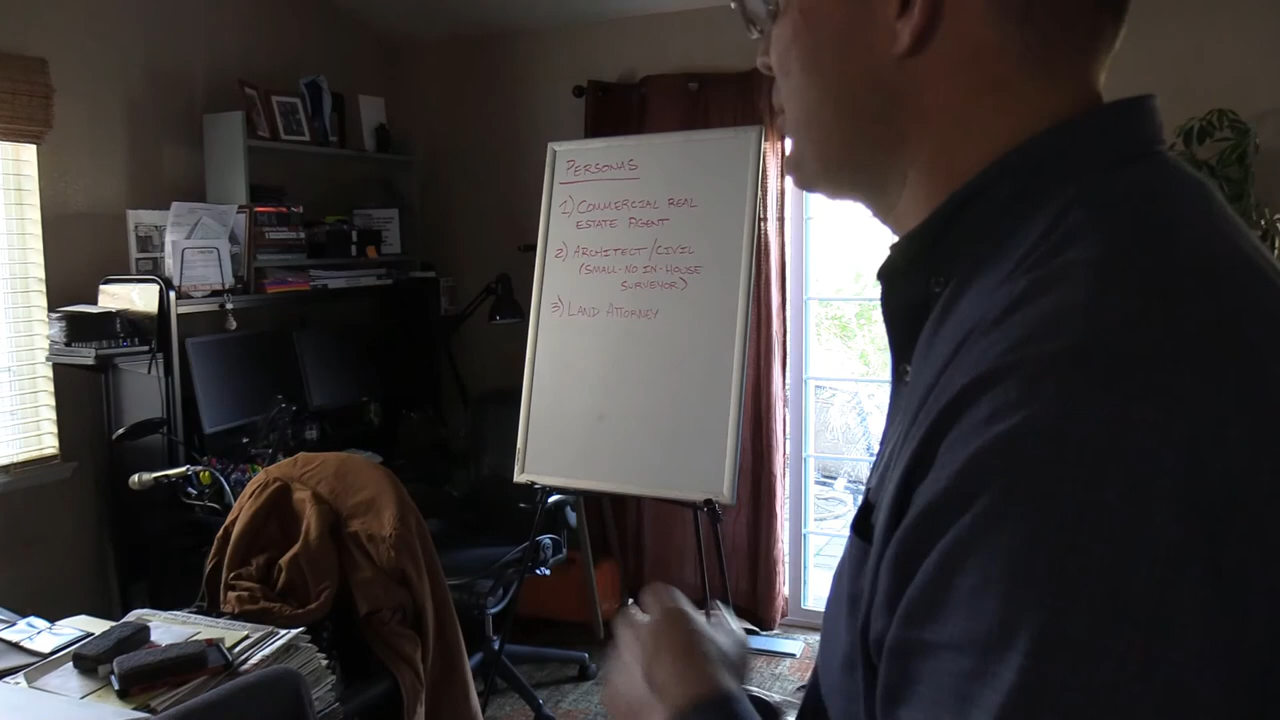 PERSONAS
1) COMMERCIAL REAL
ESTATE AGENT
2) ARCHITECT/CIVIL
(SMALL-NO IN-HOUSE
SURVEYOR)
3) LAND ATTORNEY